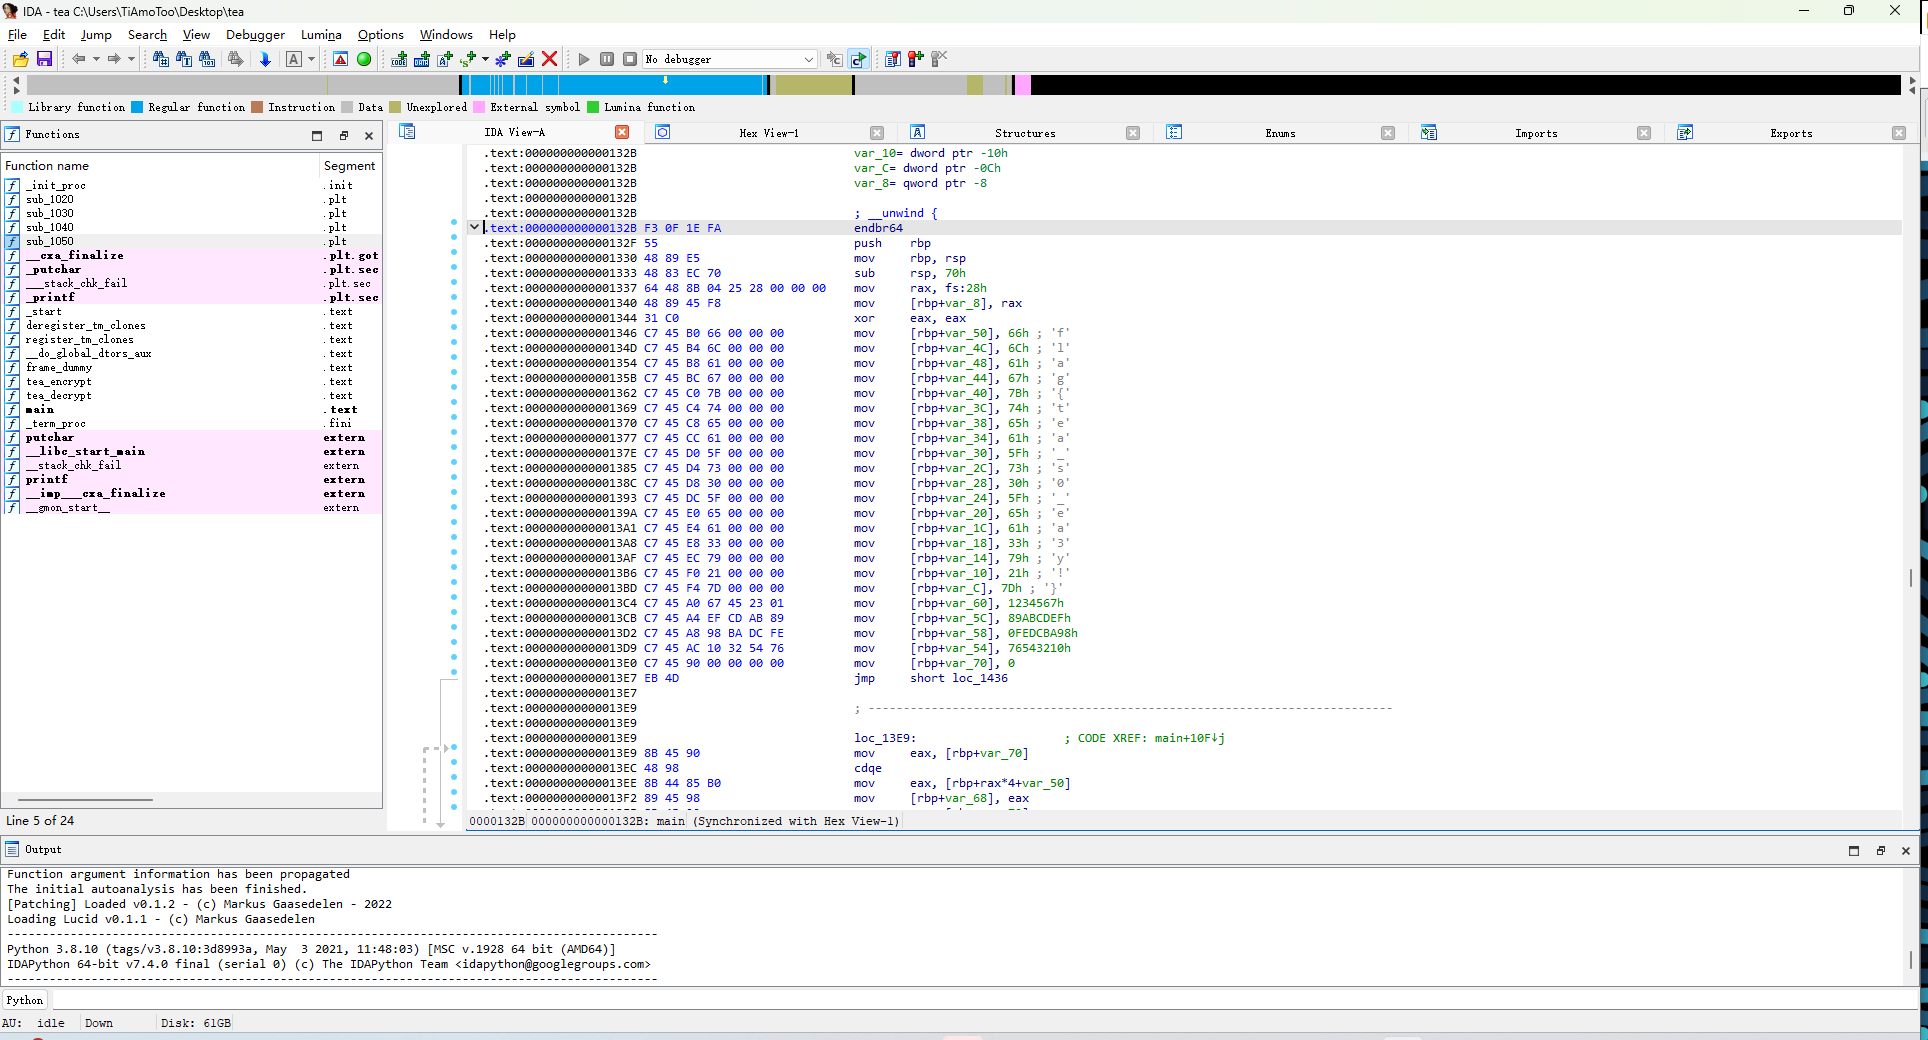 IDA - tea C:\Users\TiAmoToo\Desktop\tea
File Edit Jump Search View Debugger Lumina Options Windows Help
No debugger
Library function Regular function Instruction Data Unexplored External symbol Lumina function
Functions
Function name Segment
_init_proc .init
sub_1020 .plt
sub_1030 .plt
sub_1040 .plt
sub_1050 .plt
__cxa_finalize .plt.got
_putchar .plt.sec
___stack_chk_fail .plt.sec
_printf .plt.sec
_start .text
deregister_tm_clones .text
register_tm_clones .text
__do_global_dtors_aux .text
frame_dummy .text
tea_encrypt .text
tea_decrypt .text
main .text
_term_proc .fini
putchar extern
__libc_start_main extern
__stack_chk_fail extern
printf extern
__imp___cxa_finalize extern
__gmon_start__ extern
Line 5 of 24
IDA View-A Hex View-1 Structures Enums Imports Exports
.text:000000000000132B var_10= dword ptr -10h
.text:000000000000132B var_C= dword ptr -0Ch
.text:000000000000132B var_8= qword ptr -8
.text:000000000000132B
.text:000000000000132B ; __unwind {
.text:000000000000132B F3 0F 1E FA endbr64
.text:000000000000132F 55 push rbp
.text:0000000000001330 48 89 E5 mov rbp, rsp
.text:0000000000001333 48 83 EC 70 sub rsp, 70h
.text:0000000000001337 64 48 8B 04 25 28 00 00 00 mov rax, fs:28h
.text:0000000000001340 48 89 45 F8 mov [rbp+var_8], rax
.text:0000000000001344 31 C0 xor eax, eax
.text:0000000000001346 C7 45 B0 66 00 00 00 mov [rbp+var_50], 66h ; 'f'
.text:000000000000134D C7 45 B4 6C 00 00 00 mov [rbp+var_4C], 6Ch ; 'l'
.text:0000000000001354 C7 45 B8 61 00 00 00 mov [rbp+var_48], 61h ; 'a'
.text:000000000000135B C7 45 BC 67 00 00 00 mov [rbp+var_44], 67h ; 'g'
.text:0000000000001362 C7 45 C0 7B 00 00 00 mov [rbp+var_40], 7Bh ; '{'
.text:0000000000001369 C7 45 C4 74 00 00 00 mov [rbp+var_3C], 74h ; 't'
.text:0000000000001370 C7 45 C8 65 00 00 00 mov [rbp+var_38], 65h ; 'e'
.text:0000000000001377 C7 45 CC 61 00 00 00 mov [rbp+var_34], 61h ; 'a'
.text:000000000000137E C7 45 D0 5F 00 00 00 mov [rbp+var_30], 5Fh ; '_'
.text:0000000000001385 C7 45 D4 73 00 00 00 mov [rbp+var_2C], 73h ; 's'
.text:000000000000138C C7 45 D8 30 00 00 00 mov [rbp+var_28], 30h ; '0'
.text:0000000000001393 C7 45 DC 5F 00 00 00 mov [rbp+var_24], 5Fh ; '_'
.text:000000000000139A C7 45 E0 65 00 00 00 mov [rbp+var_20], 65h ; 'e'
.text:00000000000013A1 C7 45 E4 61 00 00 00 mov [rbp+var_1C], 61h ; 'a'
.text:00000000000013A8 C7 45 E8 33 00 00 00 mov [rbp+var_18], 33h ; '3'
.text:00000000000013AF C7 45 EC 79 00 00 00 mov [rbp+var_14], 79h ; 'y'
.text:00000000000013B6 C7 45 F0 21 00 00 00 mov [rbp+var_10], 21h ; '!'
.text:00000000000013BD C7 45 F4 7D 00 00 00 mov [rbp+var_C], 7Dh ; '}'
.text:00000000000013C4 C7 45 A0 67 45 23 01 mov [rbp+var_60], 1234567h
.text:00000000000013CB C7 45 A4 EF CD AB 89 mov [rbp+var_5C], 89ABCDEFh
.text:00000000000013D2 C7 45 A8 98 BA DC FE mov [rbp+var_58], 0FEDCBA98h
.text:00000000000013D9 C7 45 AC 10 32 54 76 mov [rbp+var_54], 76543210h
.text:00000000000013E0 C7 45 90 00 00 00 00 mov [rbp+var_70], 0
.text:00000000000013E7 EB 4D jmp short loc_1436
.text:00000000000013E7
.text:00000000000013E9 ; ---------------------------------------------------------------------------
.text:00000000000013E9
.text:00000000000013E9 loc_13E9: ; CODE XREF: main+10F↓j
.text:00000000000013E9 8B 45 90 mov eax, [rbp+var_70]
.text:00000000000013EC 48 98 cdqe
.text:00000000000013EE 8B 44 85 B0 mov eax, [rbp+rax*4+var_50]
.text:00000000000013F2 89 45 98 mov [rbp+var_68], eax
0000132B 000000000000132B: main (Synchronized with Hex View-1)
Output
Function argument information has been propagated
The initial autoanalysis has been finished.
[Patching] Loaded v0.1.2 - (c) Markus Gaasedelen - 2022
Loading Lucid v0.1.1 - (c) Markus Gaasedelen
---------------------------------------------------------------------------------------------
Python 3.8.10 (tags/v3.8.10:3d8993a, May  3 2021, 11:48:03) [MSC v.1928 64 bit (AMD64)]
IDAPython 64-bit v7.4.0 final (serial 0) (c) The IDAPython Team <idapython@googlegroups.com>
---------------------------------------------------------------------------------------------
Python
AU: idle Down Disk: 61GB